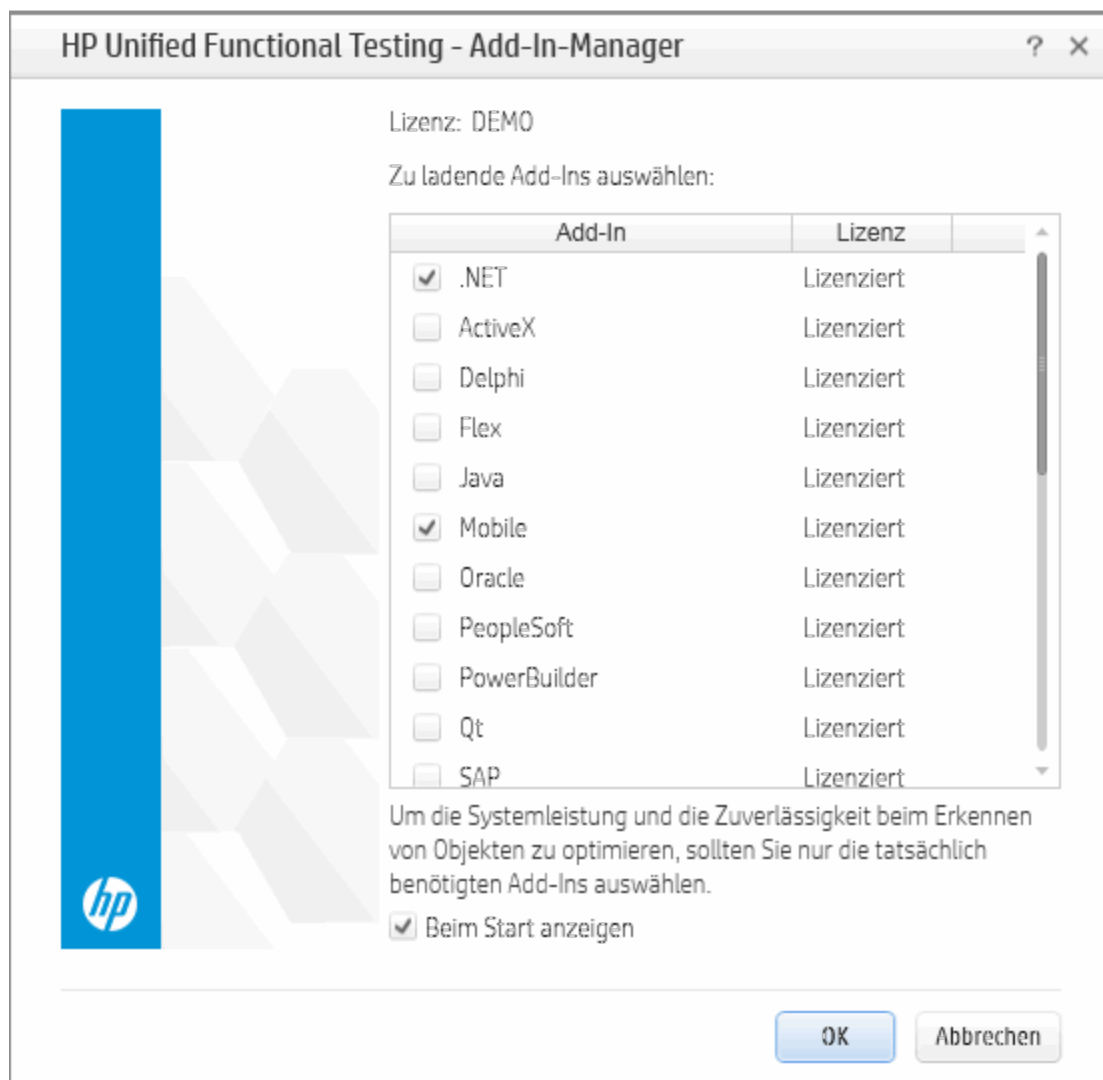 HP Unified Functional Testing - Add-In-Manager ? ✕
Lizenz: DEMO
Zu ladende Add-Ins auswählen:
Add-In Lizenz
.NET Lizenziert
ActiveX Lizenziert
Delphi Lizenziert
Flex Lizenziert
Java Lizenziert
Mobile Lizenziert
Oracle Lizenziert
PeopleSoft Lizenziert
PowerBuilder Lizenziert
Qt Lizenziert
SAP Lizenziert
Um die Systemleistung und die Zuverlässigkeit beim Erkennen
von Objekten zu optimieren, sollten Sie nur die tatsächlich
benötigten Add-Ins auswählen.
hp
Beim Start anzeigen
OK Abbrechen